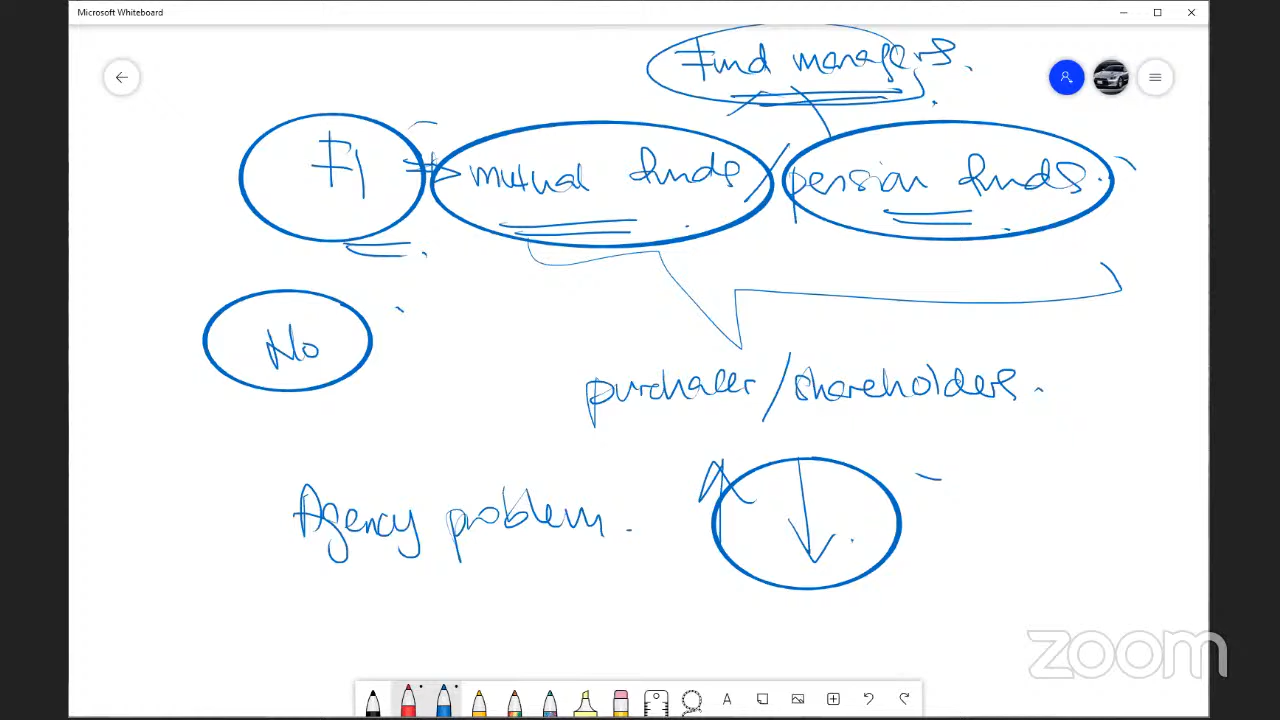 Microsoft Whiteboard
Fund managers.
FI ⇒ mutual funds / pension funds.
No
purchaser / shareholders.
Agency problem.
zoom